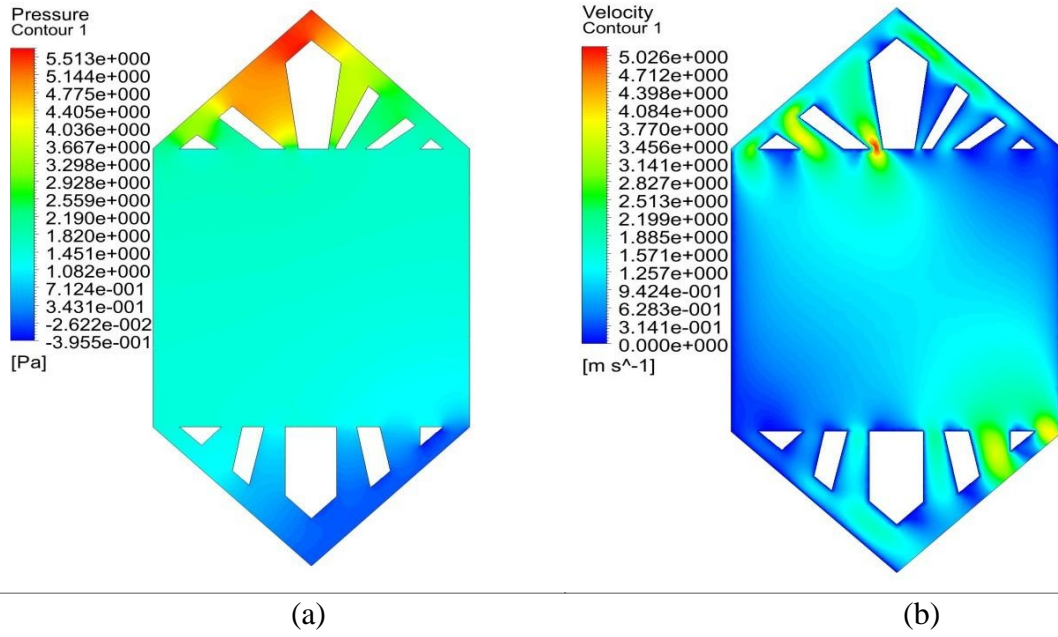 Pressure
Contour 1
5.513e+000
5.144e+000
4.775e+000
4.405e+000
4.036e+000
3.667e+000
3.298e+000
2.928e+000
2.559e+000
2.190e+000
1.820e+000
1.451e+000
1.082e+000
7.124e-001
3.431e-001
-2.622e-002
-3.955e-001
[Pa]
Velocity
Contour 1
5.026e+000
4.712e+000
4.398e+000
4.084e+000
3.770e+000
3.456e+000
3.141e+000
2.827e+000
2.513e+000
2.199e+000
1.885e+000
1.571e+000
1.257e+000
9.424e-001
6.283e-001
3.141e-001
0.000e+000
[m s^-1]
(a)
(b)